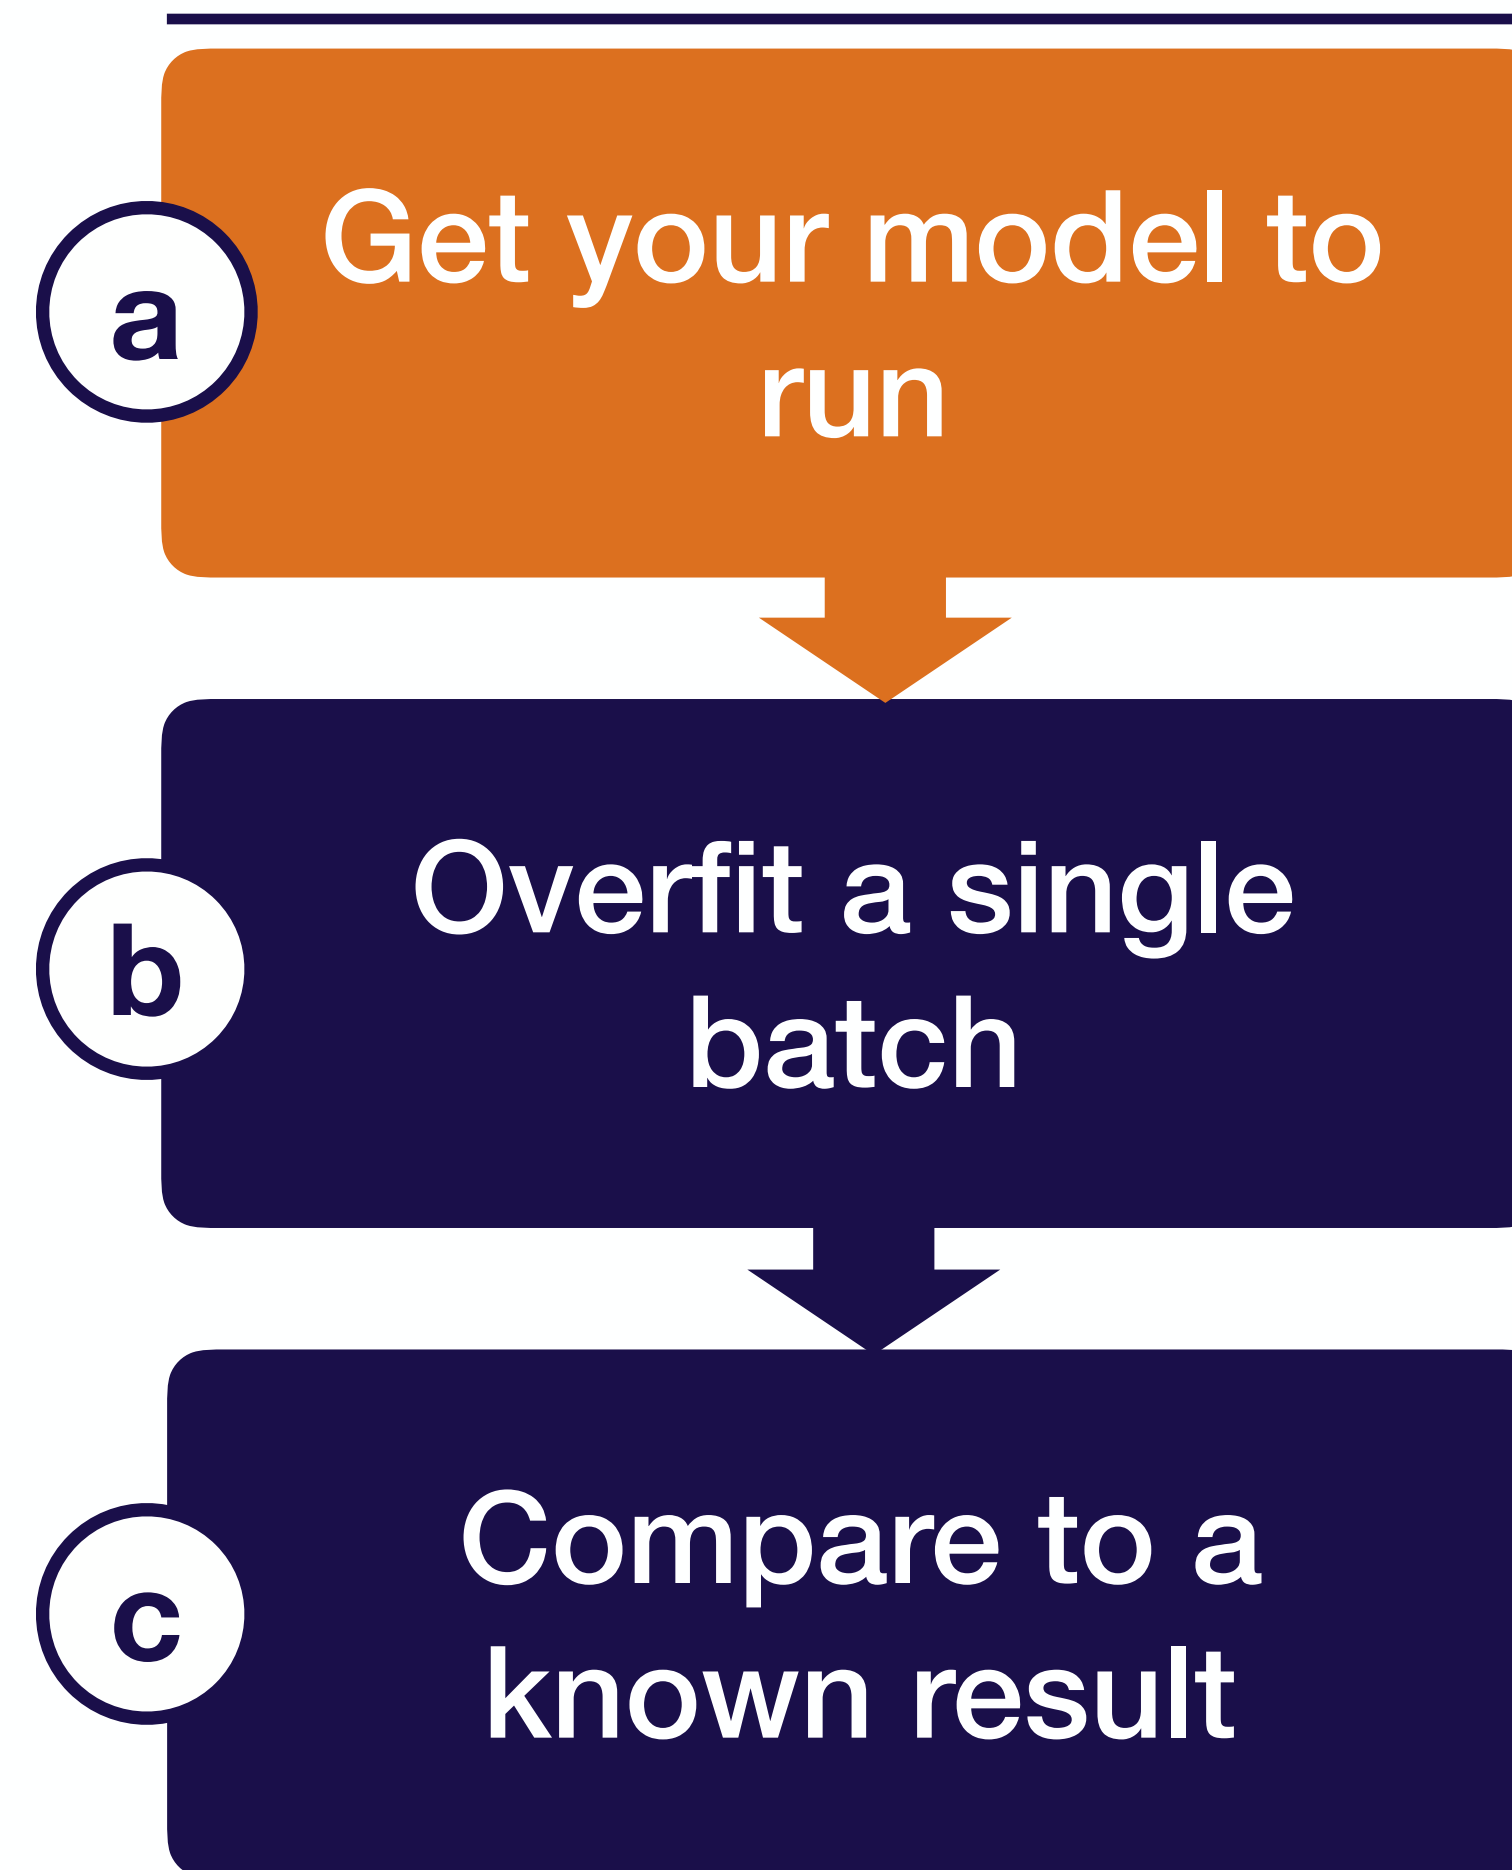 a
Get your model to
run
b
Overfit a single
batch
c
Compare to a
known result